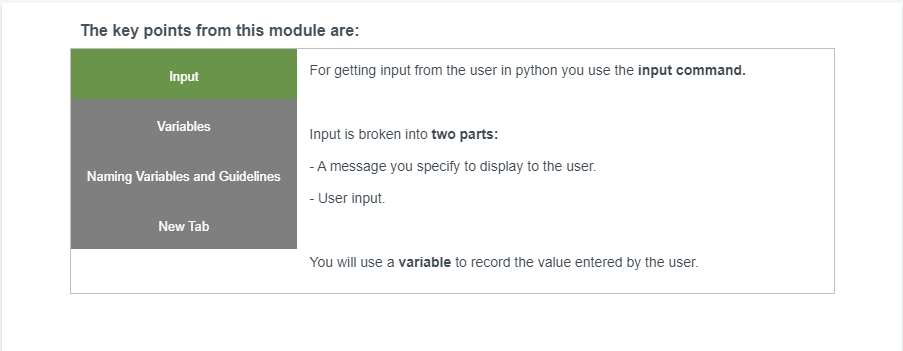 The key points from this module are:
Input
Variables
Naming Variables and Guidelines
New Tab
For getting input from the user in python you use the input command.
Input is broken into two parts:
- A message you specify to display to the user.
- User input.
You will use a variable to record the value entered by the user.